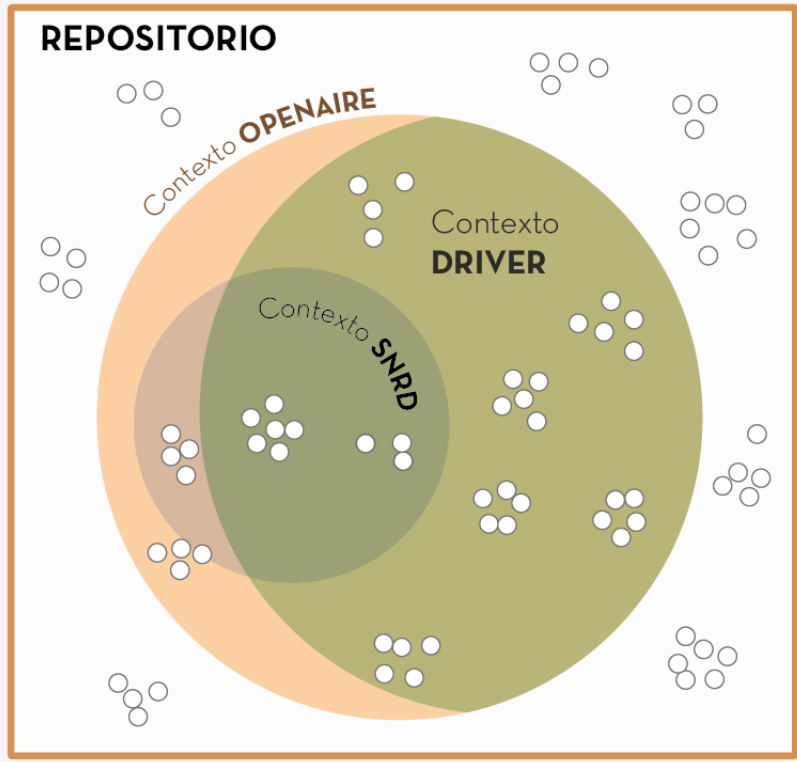 REPOSITORIO
Contexto OPENAIRE
Contexto
DRIVER
Contexto SNRD